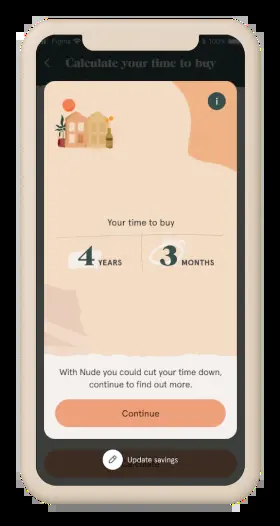 Figma
100%
Calculate your time to buy
i
Your time to buy
4 YEARS
3 MONTHS
With Nude you could cut your time down,
continue to find out more.
Continue
Update savings